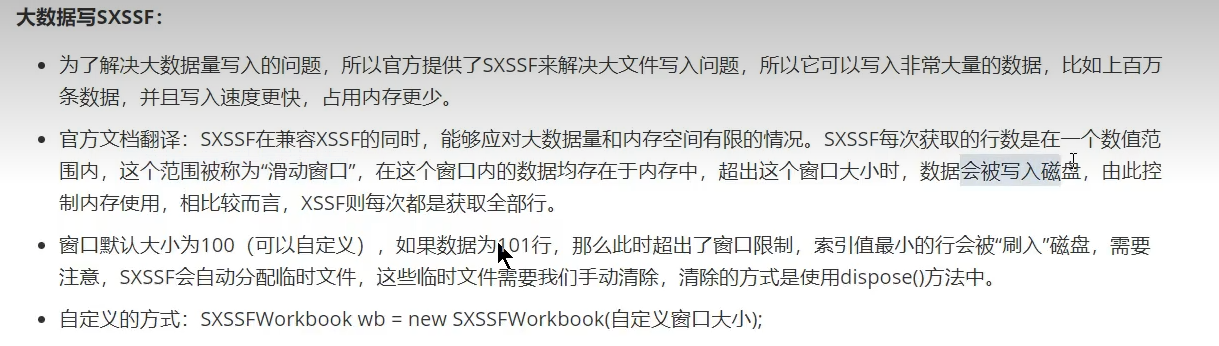 大数据写SXSSF：
• 为了解决大数据量写入的问题，所以官方提供了SXSSF来解决大文件写入问题，所以它可以写入非常大量的数据，比如上百万
条数据，并且写入速度更快，占用内存更少。
• 官方文档翻译：SXSSF在兼容XSSF的同时，能够应对大数据量和内存空间有限的情况。SXSSF每次获取的行数是在一个数值范
围内，这个范围被称为“滑动窗口”，在这个窗口内的数据均存在于内存中，超出这个窗口大小时，数据会被写入磁盘，由此控
制内存使用，相比较而言，XSSF则每次都是获取全部行。
• 窗口默认大小为100（可以自定义），如果数据为101行，那么此时超出了窗口限制，索引值最小的行会被“刷入”磁盘，需要
注意，SXSSF会自动分配临时文件，这些临时文件需要我们手动清除，清除的方式是使用dispose()方法中。
• 自定义的方式：SXSSFWorkbook wb = new SXSSFWorkbook(自定义窗口大小);